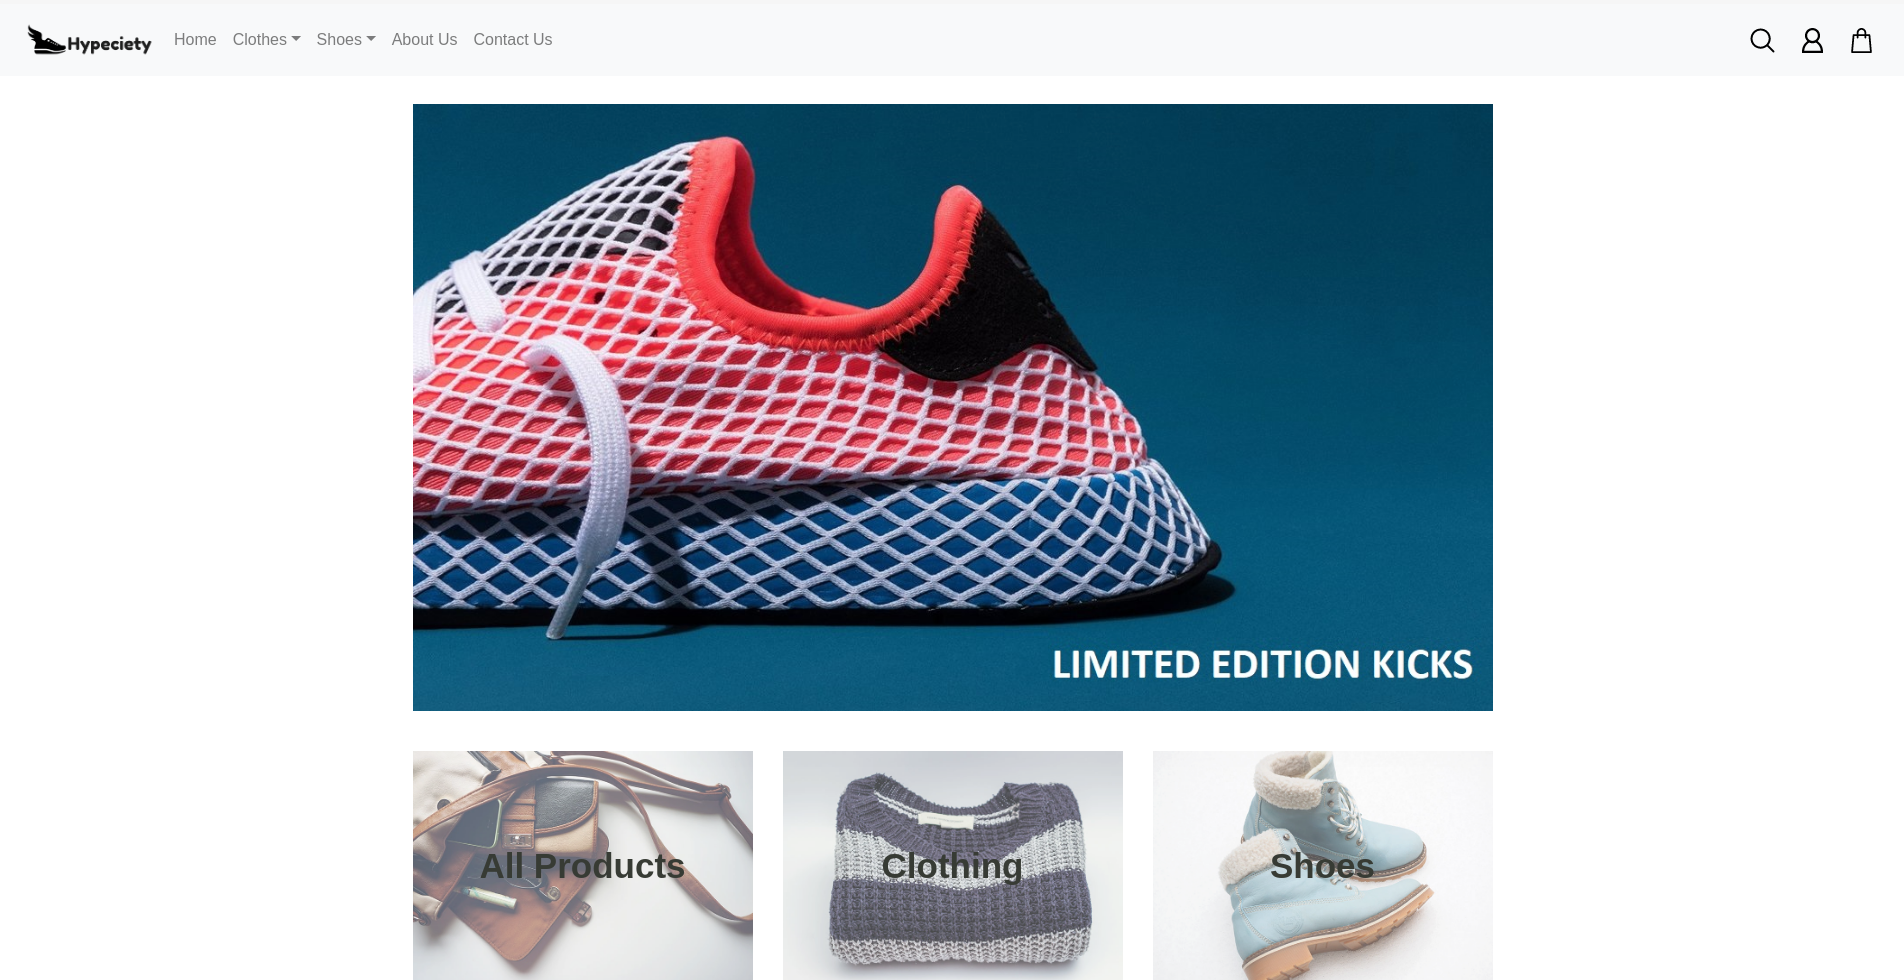 Hypeciety
Home
Clothes
Shoes
About Us
Contact Us
LIMITED EDITION KICKS
All Products
Clothing
Shoes